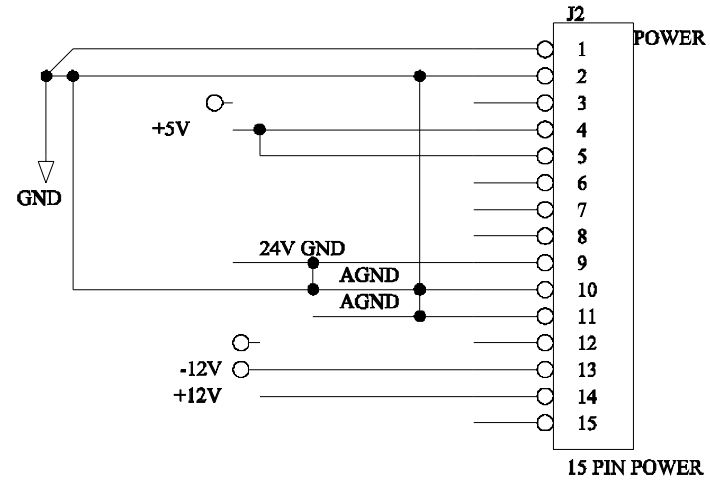 J2
POWER
1
2
3
+5V
4
5
6
GND
7
8
24V GND
9
AGND
10
AGND
11
12
-12V
13
+12V
14
15
15 PIN POWER